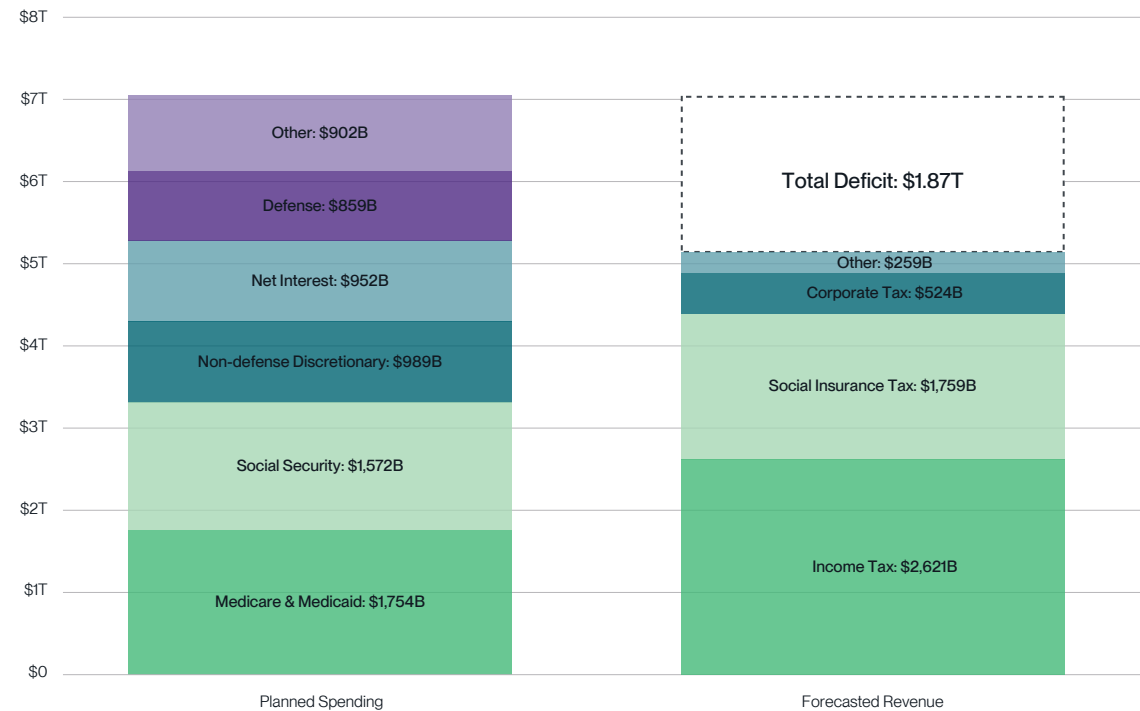 $8T
$7T
$6T
$5T
$4T
$3T
$2T
$1T
$0
Other: $902B
Defense: $859B
Net Interest: $952B
Non-defense Discretionary: $989B
Social Security: $1,572B
Medicare & Medicaid: $1,754B
Planned Spending
Total Deficit: $1.87T
Other: $259B
Corporate Tax: $524B
Social Insurance Tax: $1,759B
Income Tax: $2,621B
Forecasted Revenue